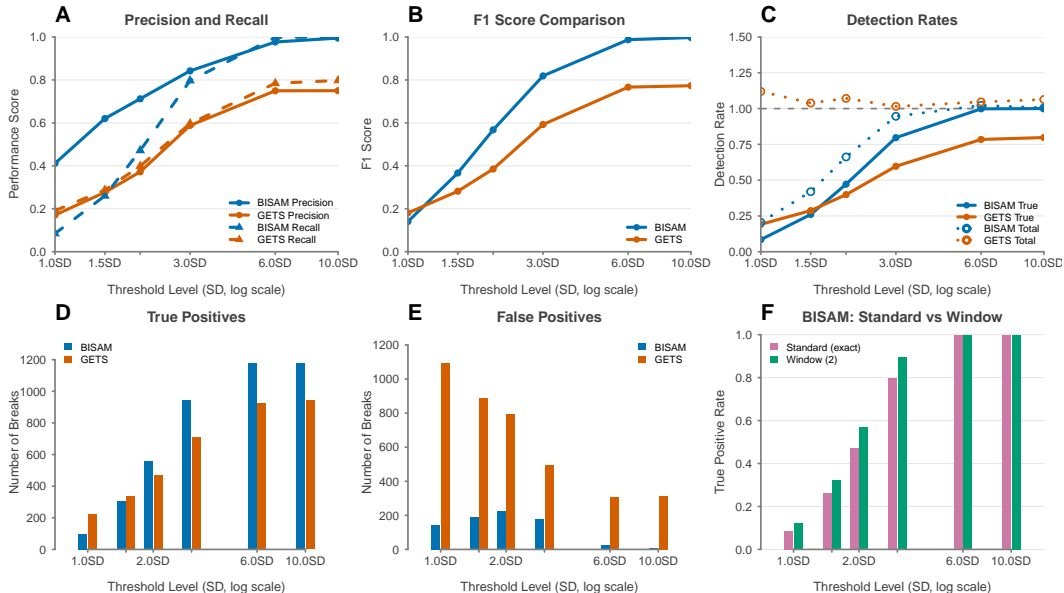 A
Precision and Recall
Performance Score
1.0
0.8
0.6
0.4
0.2
0.0
BISAM Precision
GETS Precision
BISAM Recall
GETS Recall
1.0SD
1.5SD
3.0SD
6.0SD
10.0SD
Threshold Level (SD, log scale)
B
F1 Score Comparison
F1 Score
1.0
0.8
0.6
0.4
0.2
0.0
BISAM
GETS
1.0SD
1.5SD
3.0SD
6.0SD
10.0SD
Threshold Level (SD, log scale)
C
Detection Rates
Detection Rate
1.50
1.25
1.00
0.75
0.50
0.25
0.00
BISAM True
GETS True
BISAM Total
GETS Total
1.0SD
1.5SD
3.0SD
6.0SD
10.0SD
Threshold Level (SD, log scale)
D
True Positives
Number of Breaks
1200
1000
800
600
400
200
0
BISAM
GETS
1.0SD
2.0SD
6.0SD
10.0SD
Threshold Level (SD, log scale)
E
False Positives
Number of Breaks
1200
1000
800
600
400
200
0
BISAM
GETS
1.0SD
2.0SD
6.0SD
10.0SD
Threshold Level (SD, log scale)
F
BISAM: Standard vs Window
True Positive Rate
1.0
0.8
0.6
0.4
0.2
0.0
Standard (exact)
Window (2)
1.0SD
2.0SD
6.0SD
10.0SD
Threshold Level (SD, log scale)